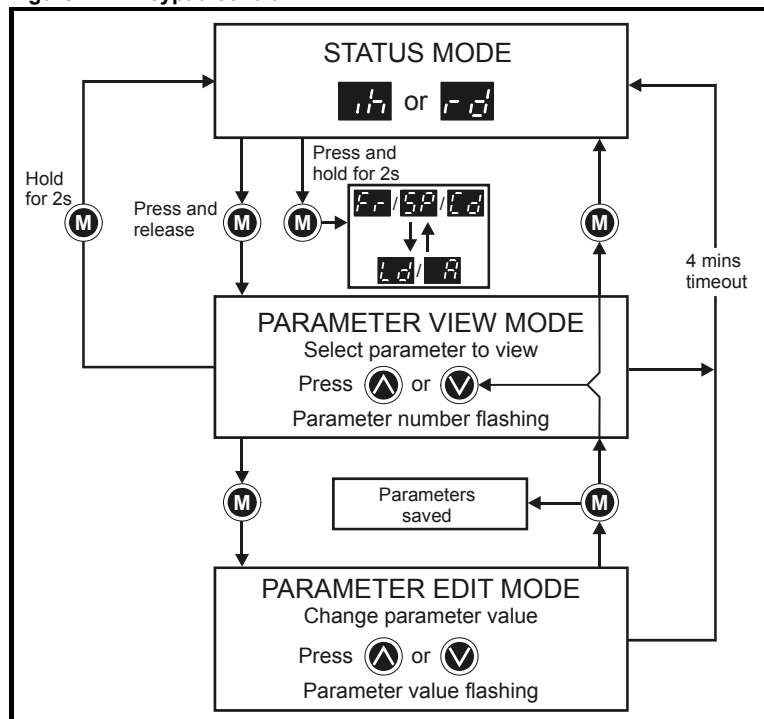 STATUS MODE
ih or rd
Hold for 2s
M
Press and release
M
Press and hold for 2s
M
Fr / SP / Cd
Ld / A
M
4 mins timeout
PARAMETER VIEW MODE
Select parameter to view
Press or
Parameter number flashing
M
Parameters saved
M
PARAMETER EDIT MODE
Change parameter value
Press or
Parameter value flashing